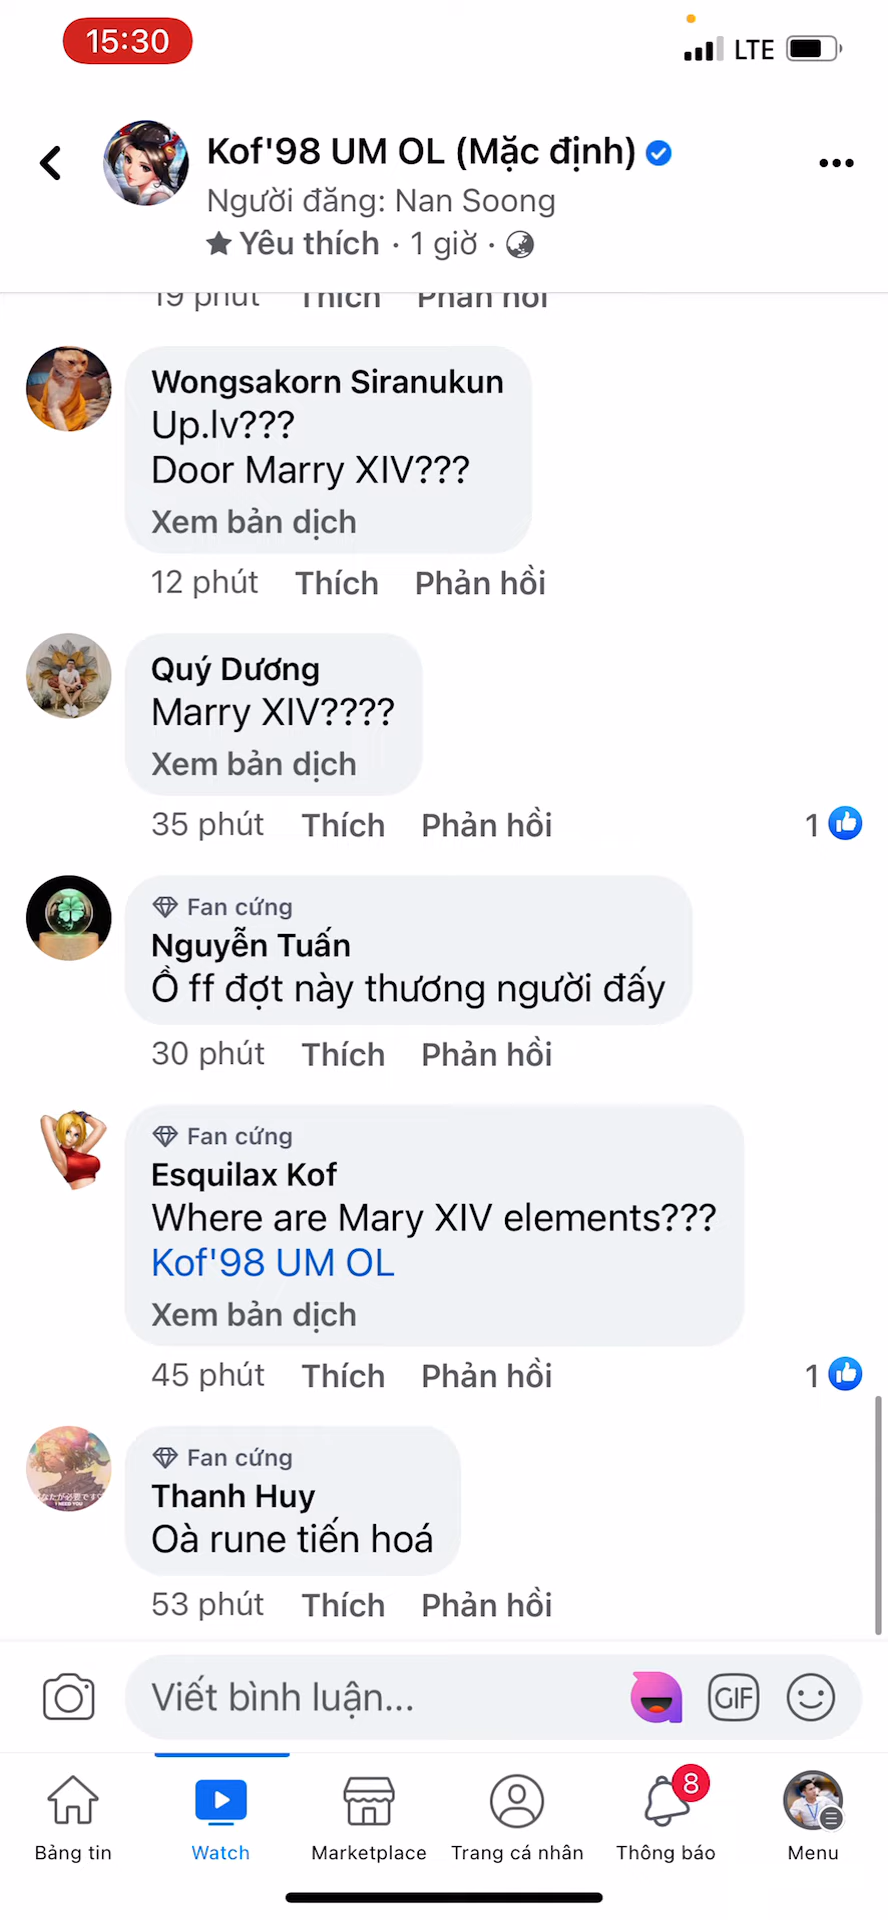 15:30
LTE
Kof'98 UM OL (Mặc định)
Người đăng: Nan Soong
Yêu thích · 1 giờ ·
19 phút Thích Phản hồi
Wongsakorn Siranukun
Up.lv???
Door Marry XIV???
Xem bản dịch
12 phút Thích Phản hồi
Quý Dương
Marry XIV????
Xem bản dịch
35 phút Thích Phản hồi 1
Fan cứng
Nguyễn Tuấn
Ồ ff đợt này thương người đấy
30 phút Thích Phản hồi
Fan cứng
Esquilax Kof
Where are Mary XIV elements???
Kof'98 UM OL
Xem bản dịch
45 phút Thích Phản hồi 1
Fan cứng
Thanh Huy
Oà rune tiến hoá
53 phút Thích Phản hồi
Viết bình luận...
GIF
8
Bảng tin Watch Marketplace Trang cá nhân Thông báo Menu